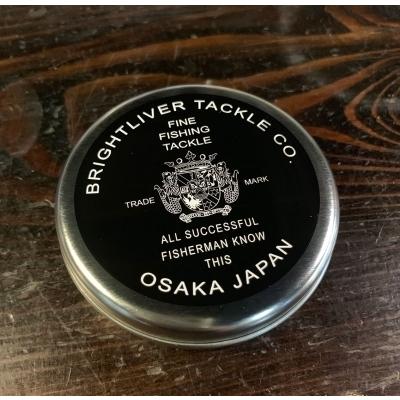 BRIGHTLIVER TACKLE CO.
FINE
FISHING
TACKLE
TRADE MARK
ALL SUCCESSFUL
FISHERMAN KNOW
THIS
OSAKA JAPAN